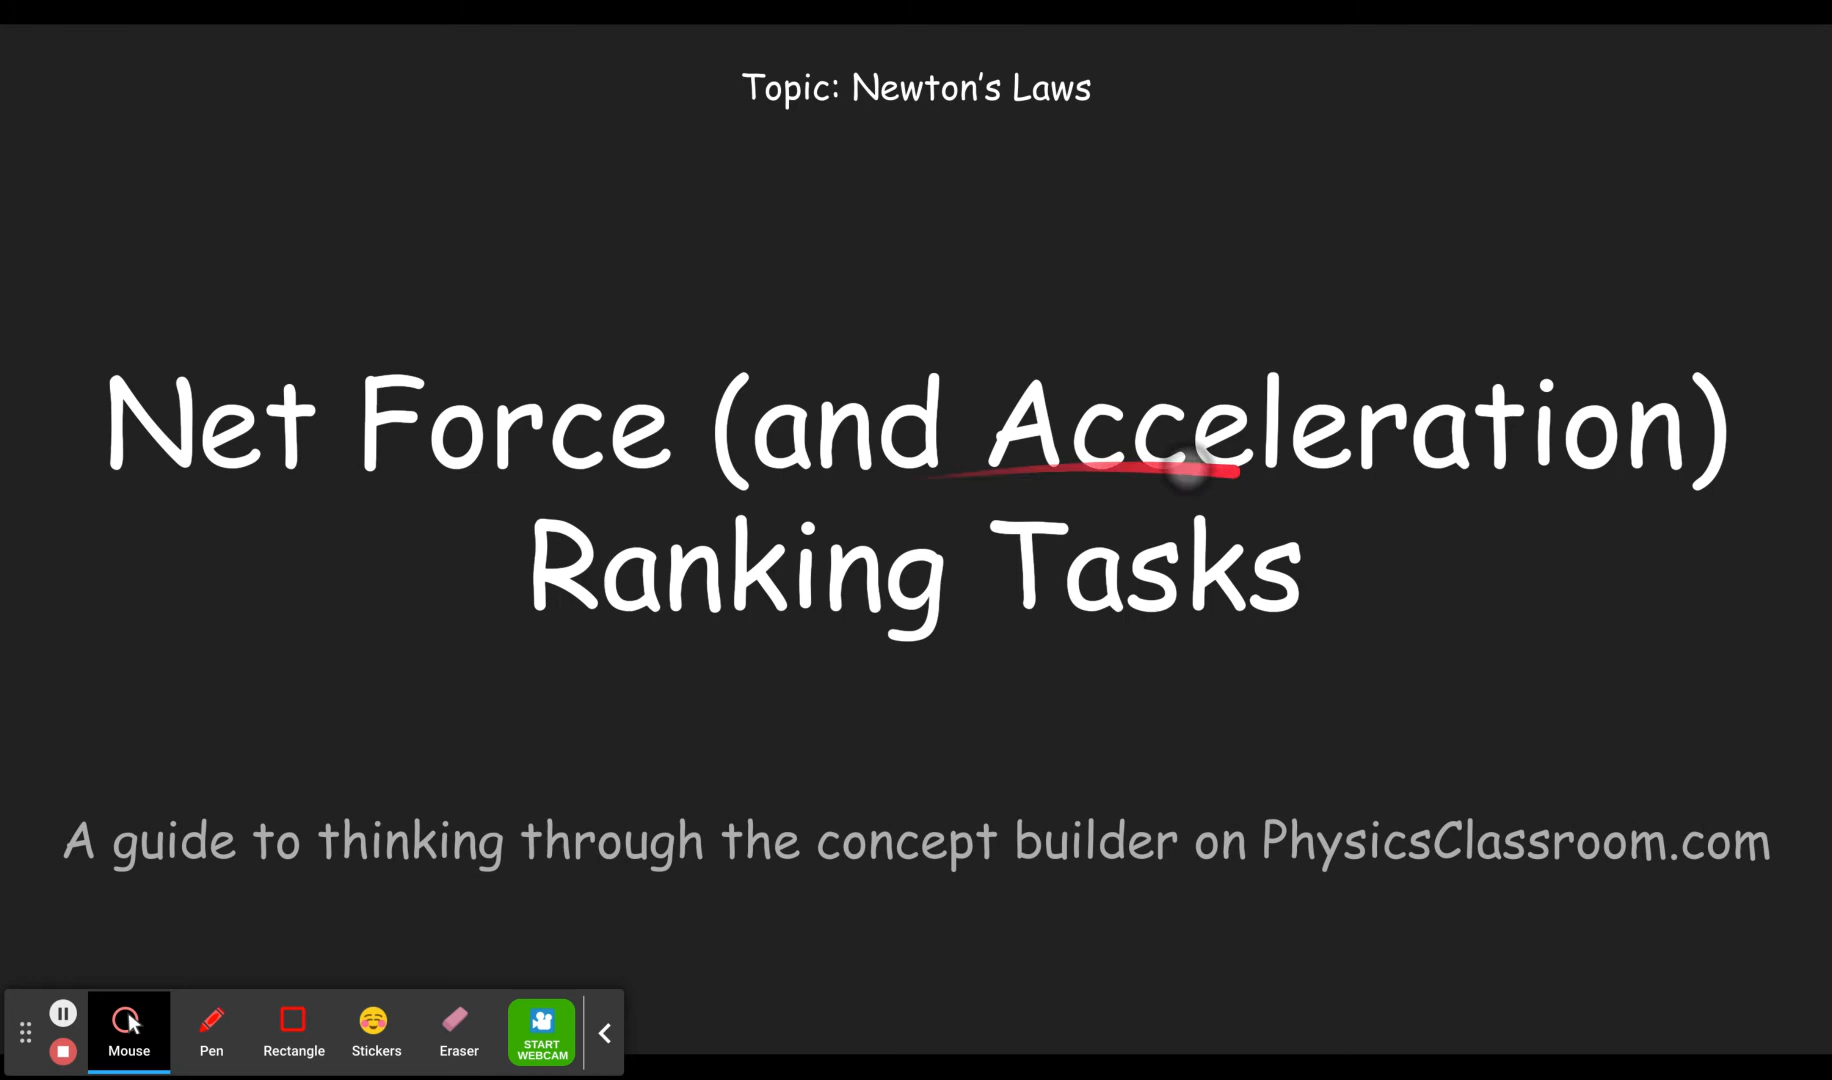 Topic: Newton's Laws
Net Force (and Acceleration)
Ranking Tasks
A guide to thinking through the concept builder on PhysicsClassroom.com
Mouse
Pen
Rectangle
Stickers
Eraser
START
WEBCAM